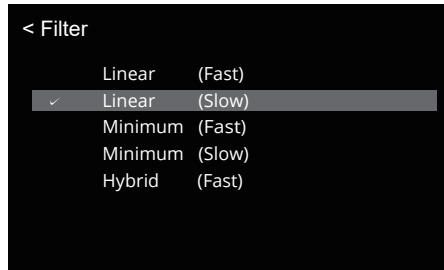 < Filter
Linear (Fast)
✓ Linear (Slow)
Minimum (Fast)
Minimum (Slow)
Hybrid (Fast)